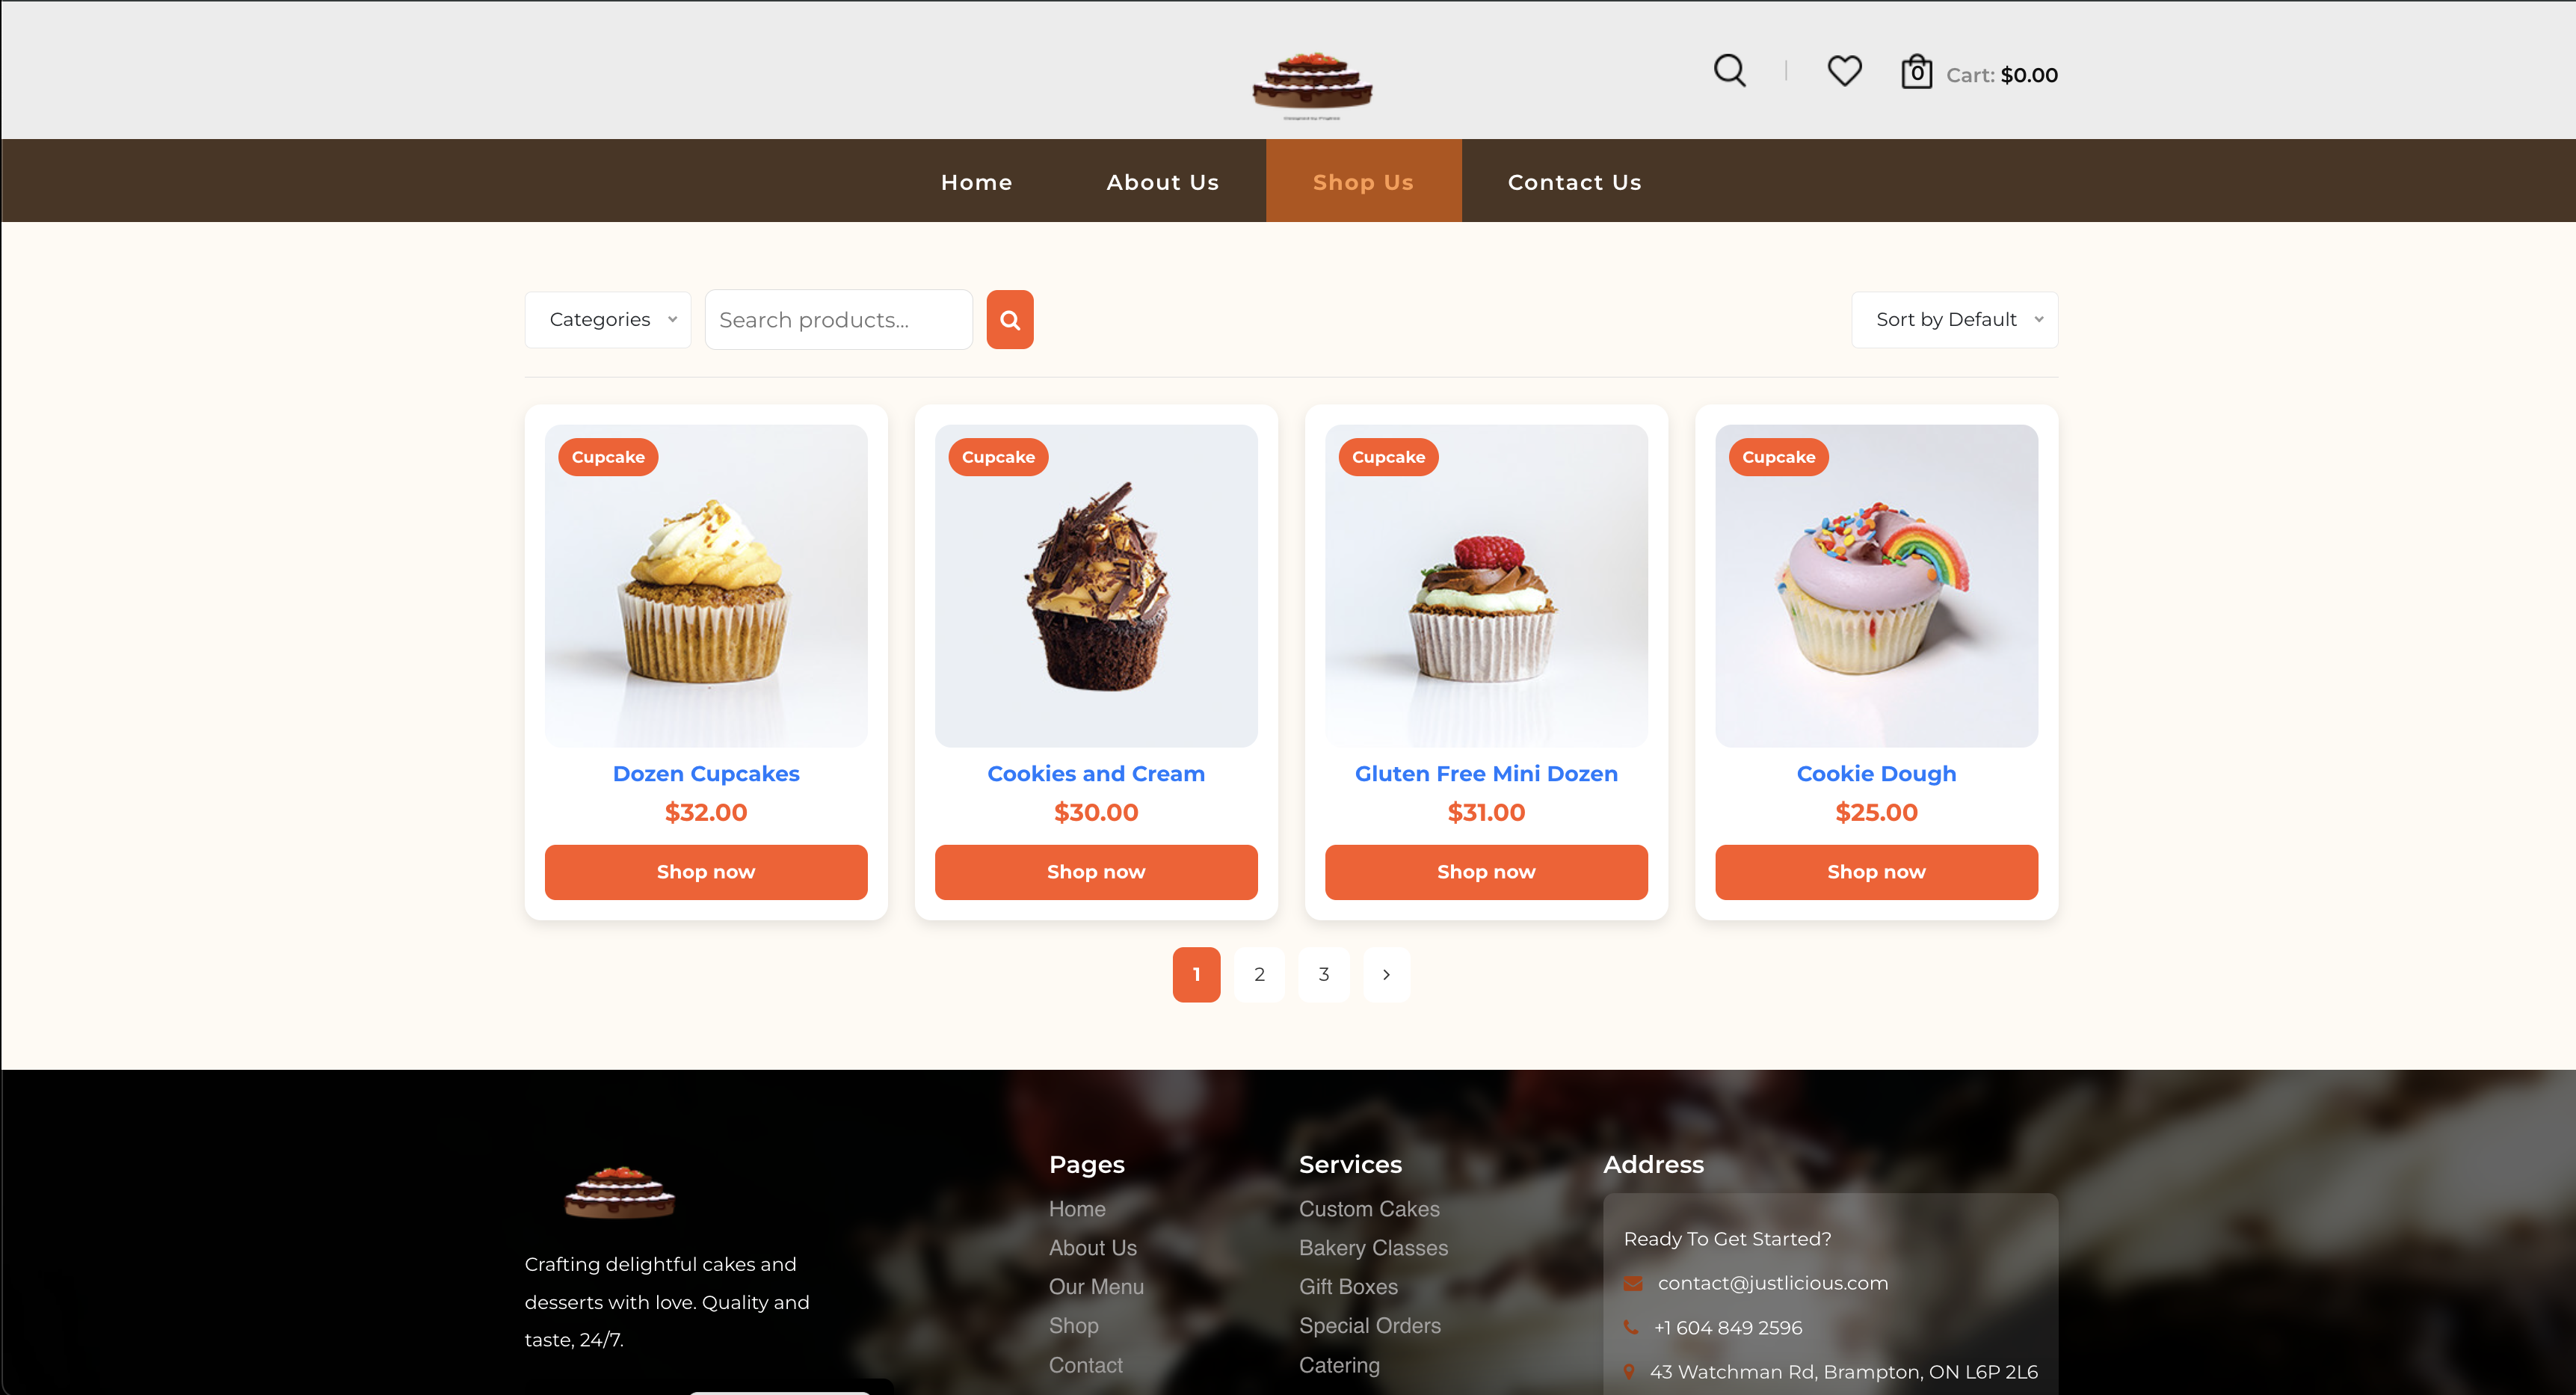 0 Cart: $0.00
Home About Us Shop Us Contact Us
Categories Search products... Sort by Default
Cupcake Cupcake Cupcake Cupcake
Dozen Cupcakes Cookies and Cream Gluten Free Mini Dozen Cookie Dough
$32.00 $30.00 $31.00 $25.00
Shop now Shop now Shop now Shop now
1 2 3 >
Pages
Home
About Us
Our Menu
Shop
Contact
Services
Custom Cakes
Bakery Classes
Gift Boxes
Special Orders
Catering
Address
Ready To Get Started?
contact@justlicious.com
+1 604 849 2596
43 Watchman Rd, Brampton, ON L6P 2L6
Crafting delightful cakes and
desserts with love. Quality and
taste, 24/7.